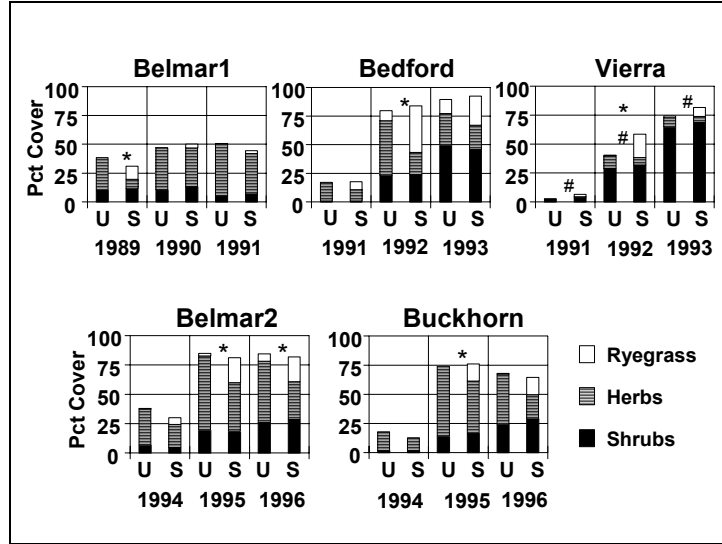 Belmar1 Bedford Vierra
100 100 100
75 75 * 75 # *
50 * 50 50 #
25 25 25 #
0 0 0
Pct Cover
U S U S U S U S U S U S U S U S U S
1989 1990 1991 1991 1992 1993 1991 1992 1993
Belmar2 Buckhorn
100 100
75 * * 75 *
50 50
25 25
0 0
Pct Cover
Ryegrass
Herbs
Shrubs
U S U S U S U S U S U S
1994 1995 1996 1994 1995 1996